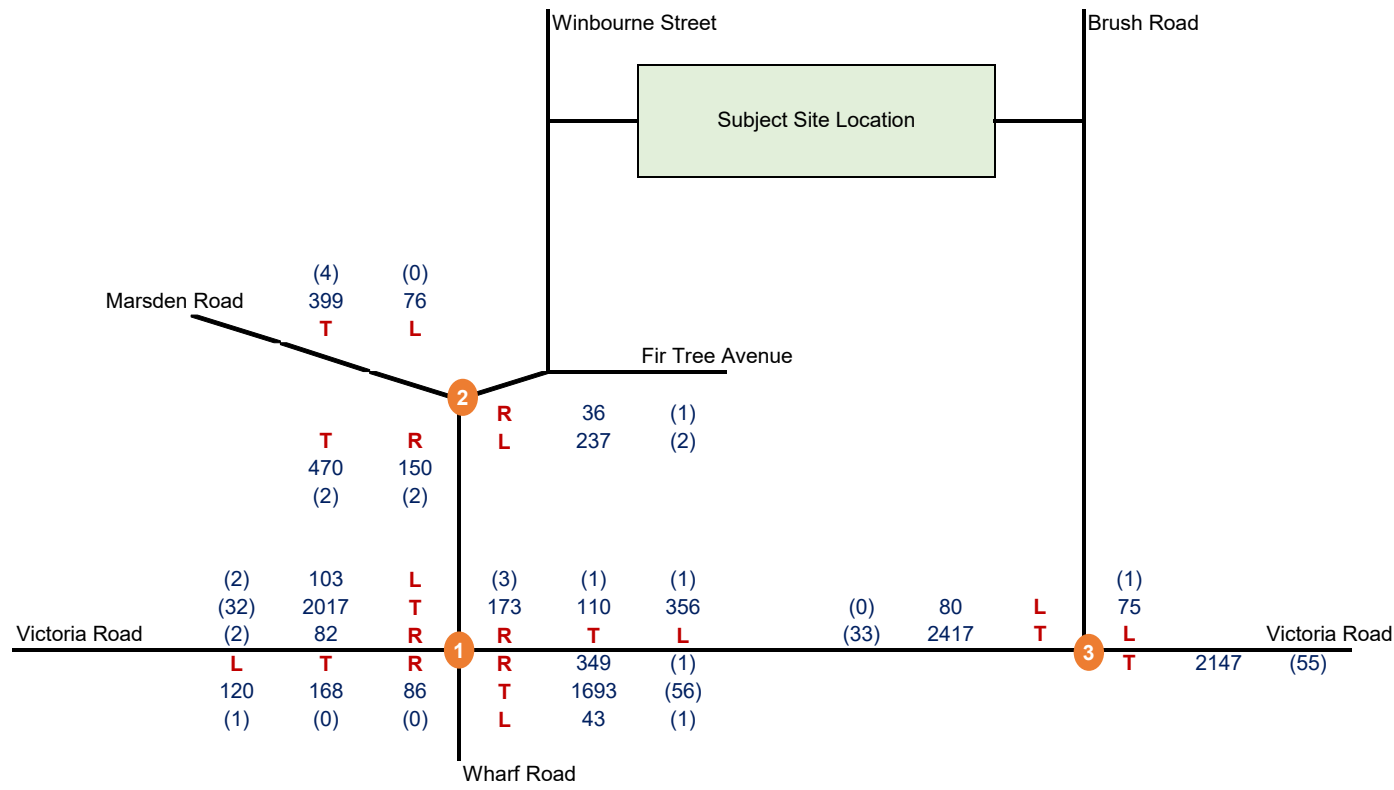 Winbourne Street Brush Road
Subject Site Location
(4) (0)
Marsden Road 399 76
T L
Fir Tree Avenue
2
R 36 (1)
T R L 237 (2)
470 150
(2) (2)
(2) 103 L (3) (1) (1) (1)
(32) 2017 T 173 110 356 (0) 80 L 75
Victoria Road (2) 82 R R T L (33) 2417 T L Victoria Road
1 3
L T R R 349 (1) T 2147 (55)
120 168 86 T 1693 (56)
(1) (0) (0) L 43 (1)
Wharf Road